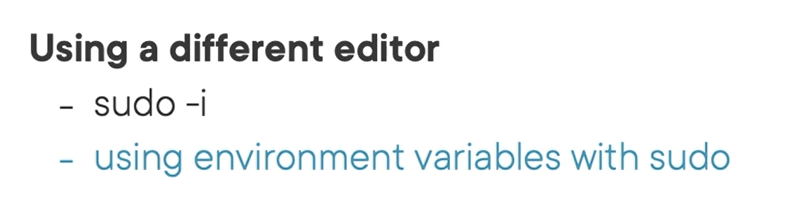 Using a different editor
- sudo -i
- using environment variables with sudo